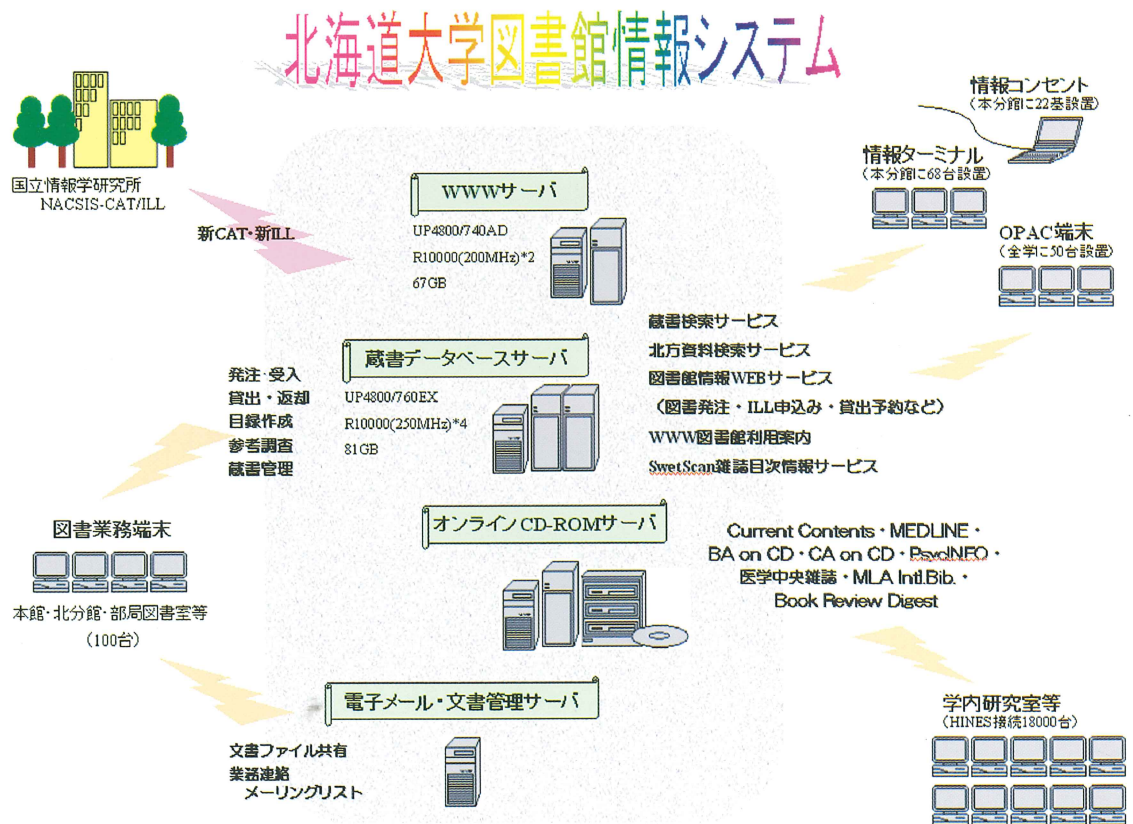 北海道大学図書館情報システム
国立情報学研究所
NACSIS-CAT/ILL
新CAT・新ILL
WWWサーバ
UP4800/740AD
R10000(200MHz)*2
67GB
情報コンセント
(本分館に22基設置)
情報ターミナル
(本分館に68台設置)
OPAC端末
(全学に50台設置)
発注・受入
貸出・返却
目録作成
参考調査
蔵書管理
蔵書データベースサーバ
UP4800/760EX
R10000(250MHz)*4
81GB
蔵書検索サービス
北方資料検索サービス
図書館情報WEBサービス
(図書発注・ILL申込み・貸出予約など)
WWW図書館利用案内
SwetScan雑誌目次情報サービス
図書業務端末
本館・北分館・部局図書室等
(100台)
オンラインCD-ROMサーバ
Current Contents・MEDLINE・
BA on CD・CA on CD・PsycINFO・
医学中央雑誌・MLA Intl.Bib.・
Book Review Digest
電子メール・文書管理サーバ
文書ファイル共有
業務連絡
メーリングリスト
学内研究室等
(HINES接続18000台)